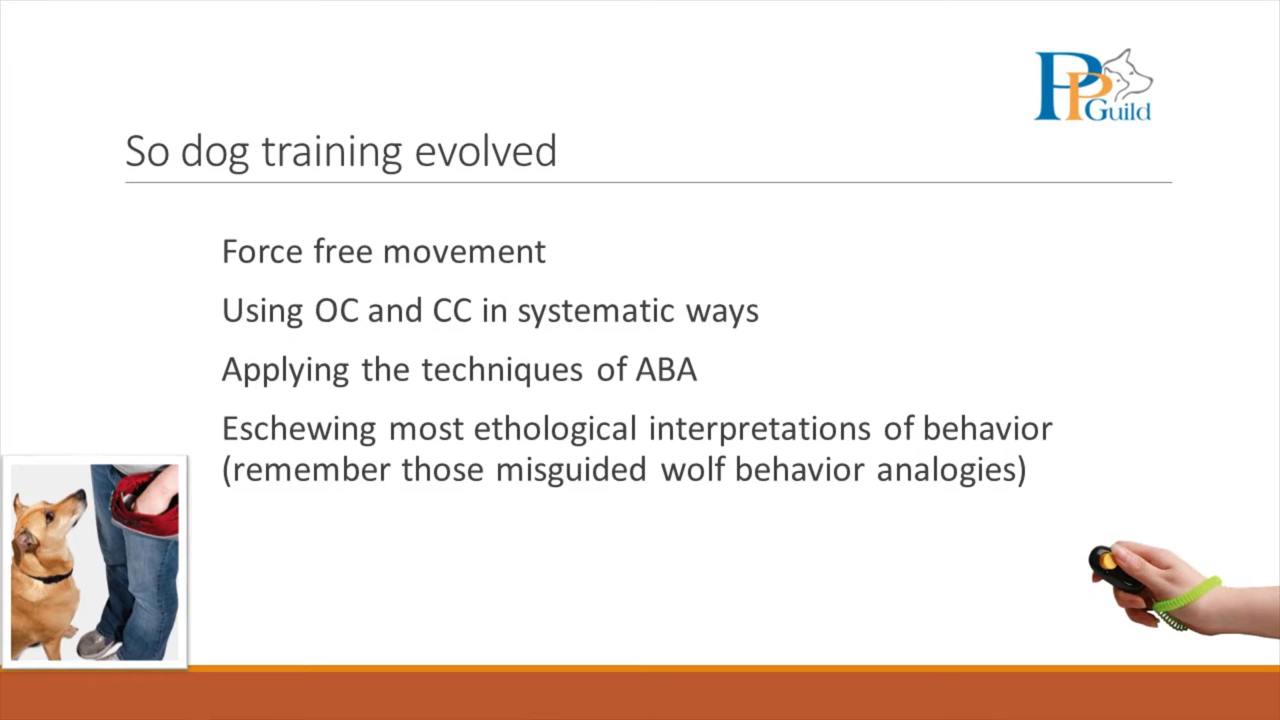 PP
Guild
So dog training evolved
Force free movement
Using OC and CC in systematic ways
Applying the techniques of ABA
Eschewing most ethological interpretations of behavior
(remember those misguided wolf behavior analogies)